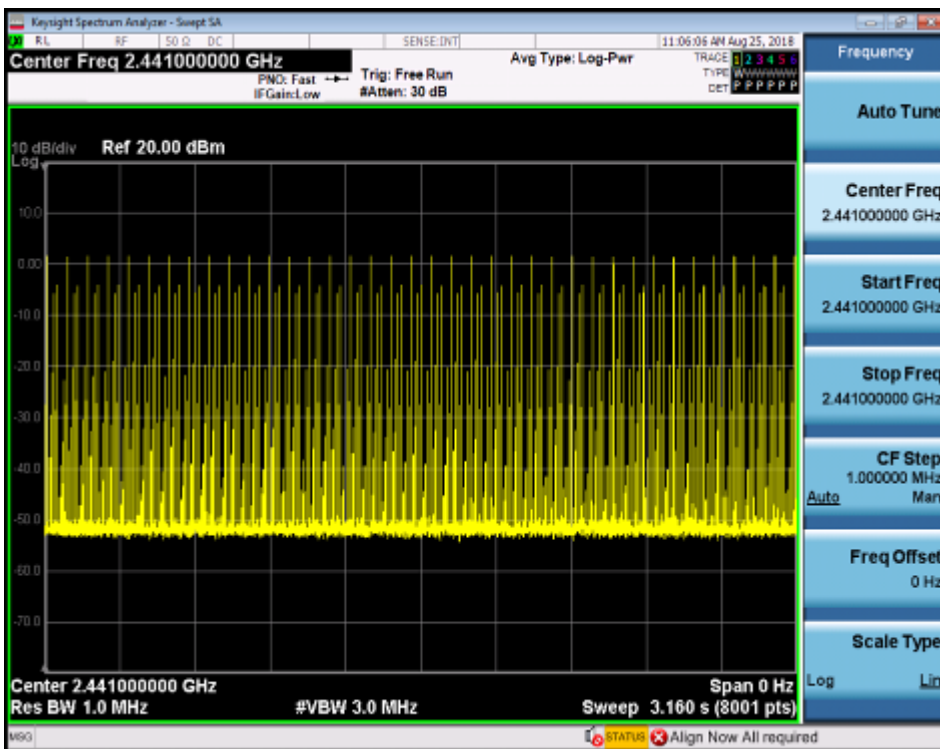 Keysight Spectrum Analyzer - Swept SA
RL RF 50 Ω DC SENSE:INT 11:06:06 AM Aug 25, 2018
Center Freq 2.441000000 GHz
Avg Type: Log-Pwr
TRACE 1 2 3 4 5 6
PNO: Fast
Trig: Free Run
TYPE WWWWWW
IFGain:Low
#Atten: 30 dB
DET P P P P P P
10 dB/div Ref 20.00 dBm
Log
10.0
0.00
-10.0
-20.0
-30.0
-40.0
-50.0
-60.0
-70.0
Center 2.441000000 GHz
Span 0 Hz
Res BW 1.0 MHz
#VBW 3.0 MHz
Sweep 3.160 s (8001 pts)
MSG
STATUS
Align Now All required
Frequency
Auto Tune
Center Freq
2.441000000 GHz
Start Freq
2.441000000 GHz
Stop Freq
2.441000000 GHz
CF Step
1.000000 MHz
Auto Man
Freq Offset
0 Hz
Scale Type
Log Lin